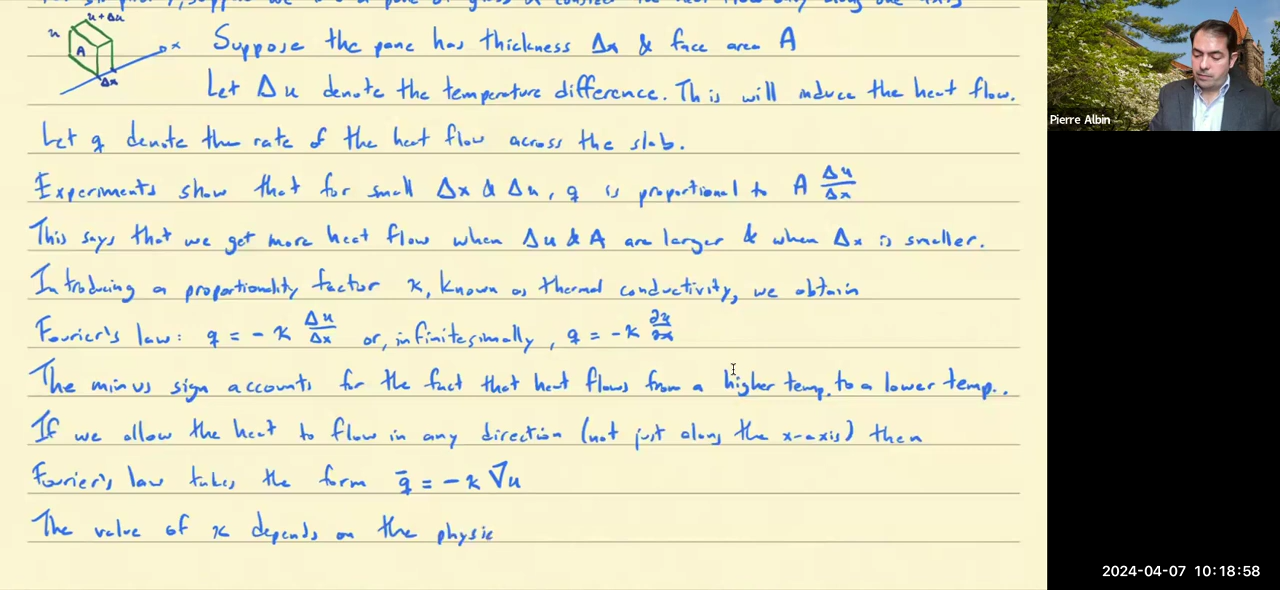 u + Δu
u
A
Δx
x
Suppose the pane has thickness Δx & face area A
Let Δu denote the temperature difference. This will induce the heat flow.
Let q denote the rate of the heat flow across the slab.
Experiments show that for small Δx & Δu, q is proportional to A Δu/Δx
This says that we get more heat flow when Δu & A are larger & when Δx is smaller.
Introducing a proportionality factor κ, known as thermal conductivity, we obtain
Fourier's law: q = - κ Δu/Δx or, infinitesimally, q = -κ ∂u/∂x
The minus sign accounts for the fact that heat flows from a higher temp. to a lower temp..
If we allow the heat to flow in any direction (not just along the x-axis) then
Fourier's law takes the form q̄ = - κ ∇u
The value of κ depends on the physic
Pierre Albin
2024-04-07 10:18:58